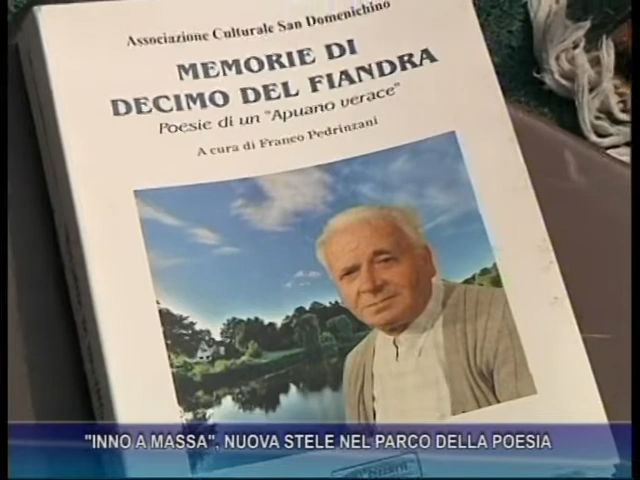 Associazione Culturale San Domenichino
MEMORIE DI
DECIMO DEL FIANDRA
Poesie di un "Apuano verace"
A cura di Franco Pedrinzani
"INNO A MASSA", NUOVA STELE NEL PARCO DELLA POESIA